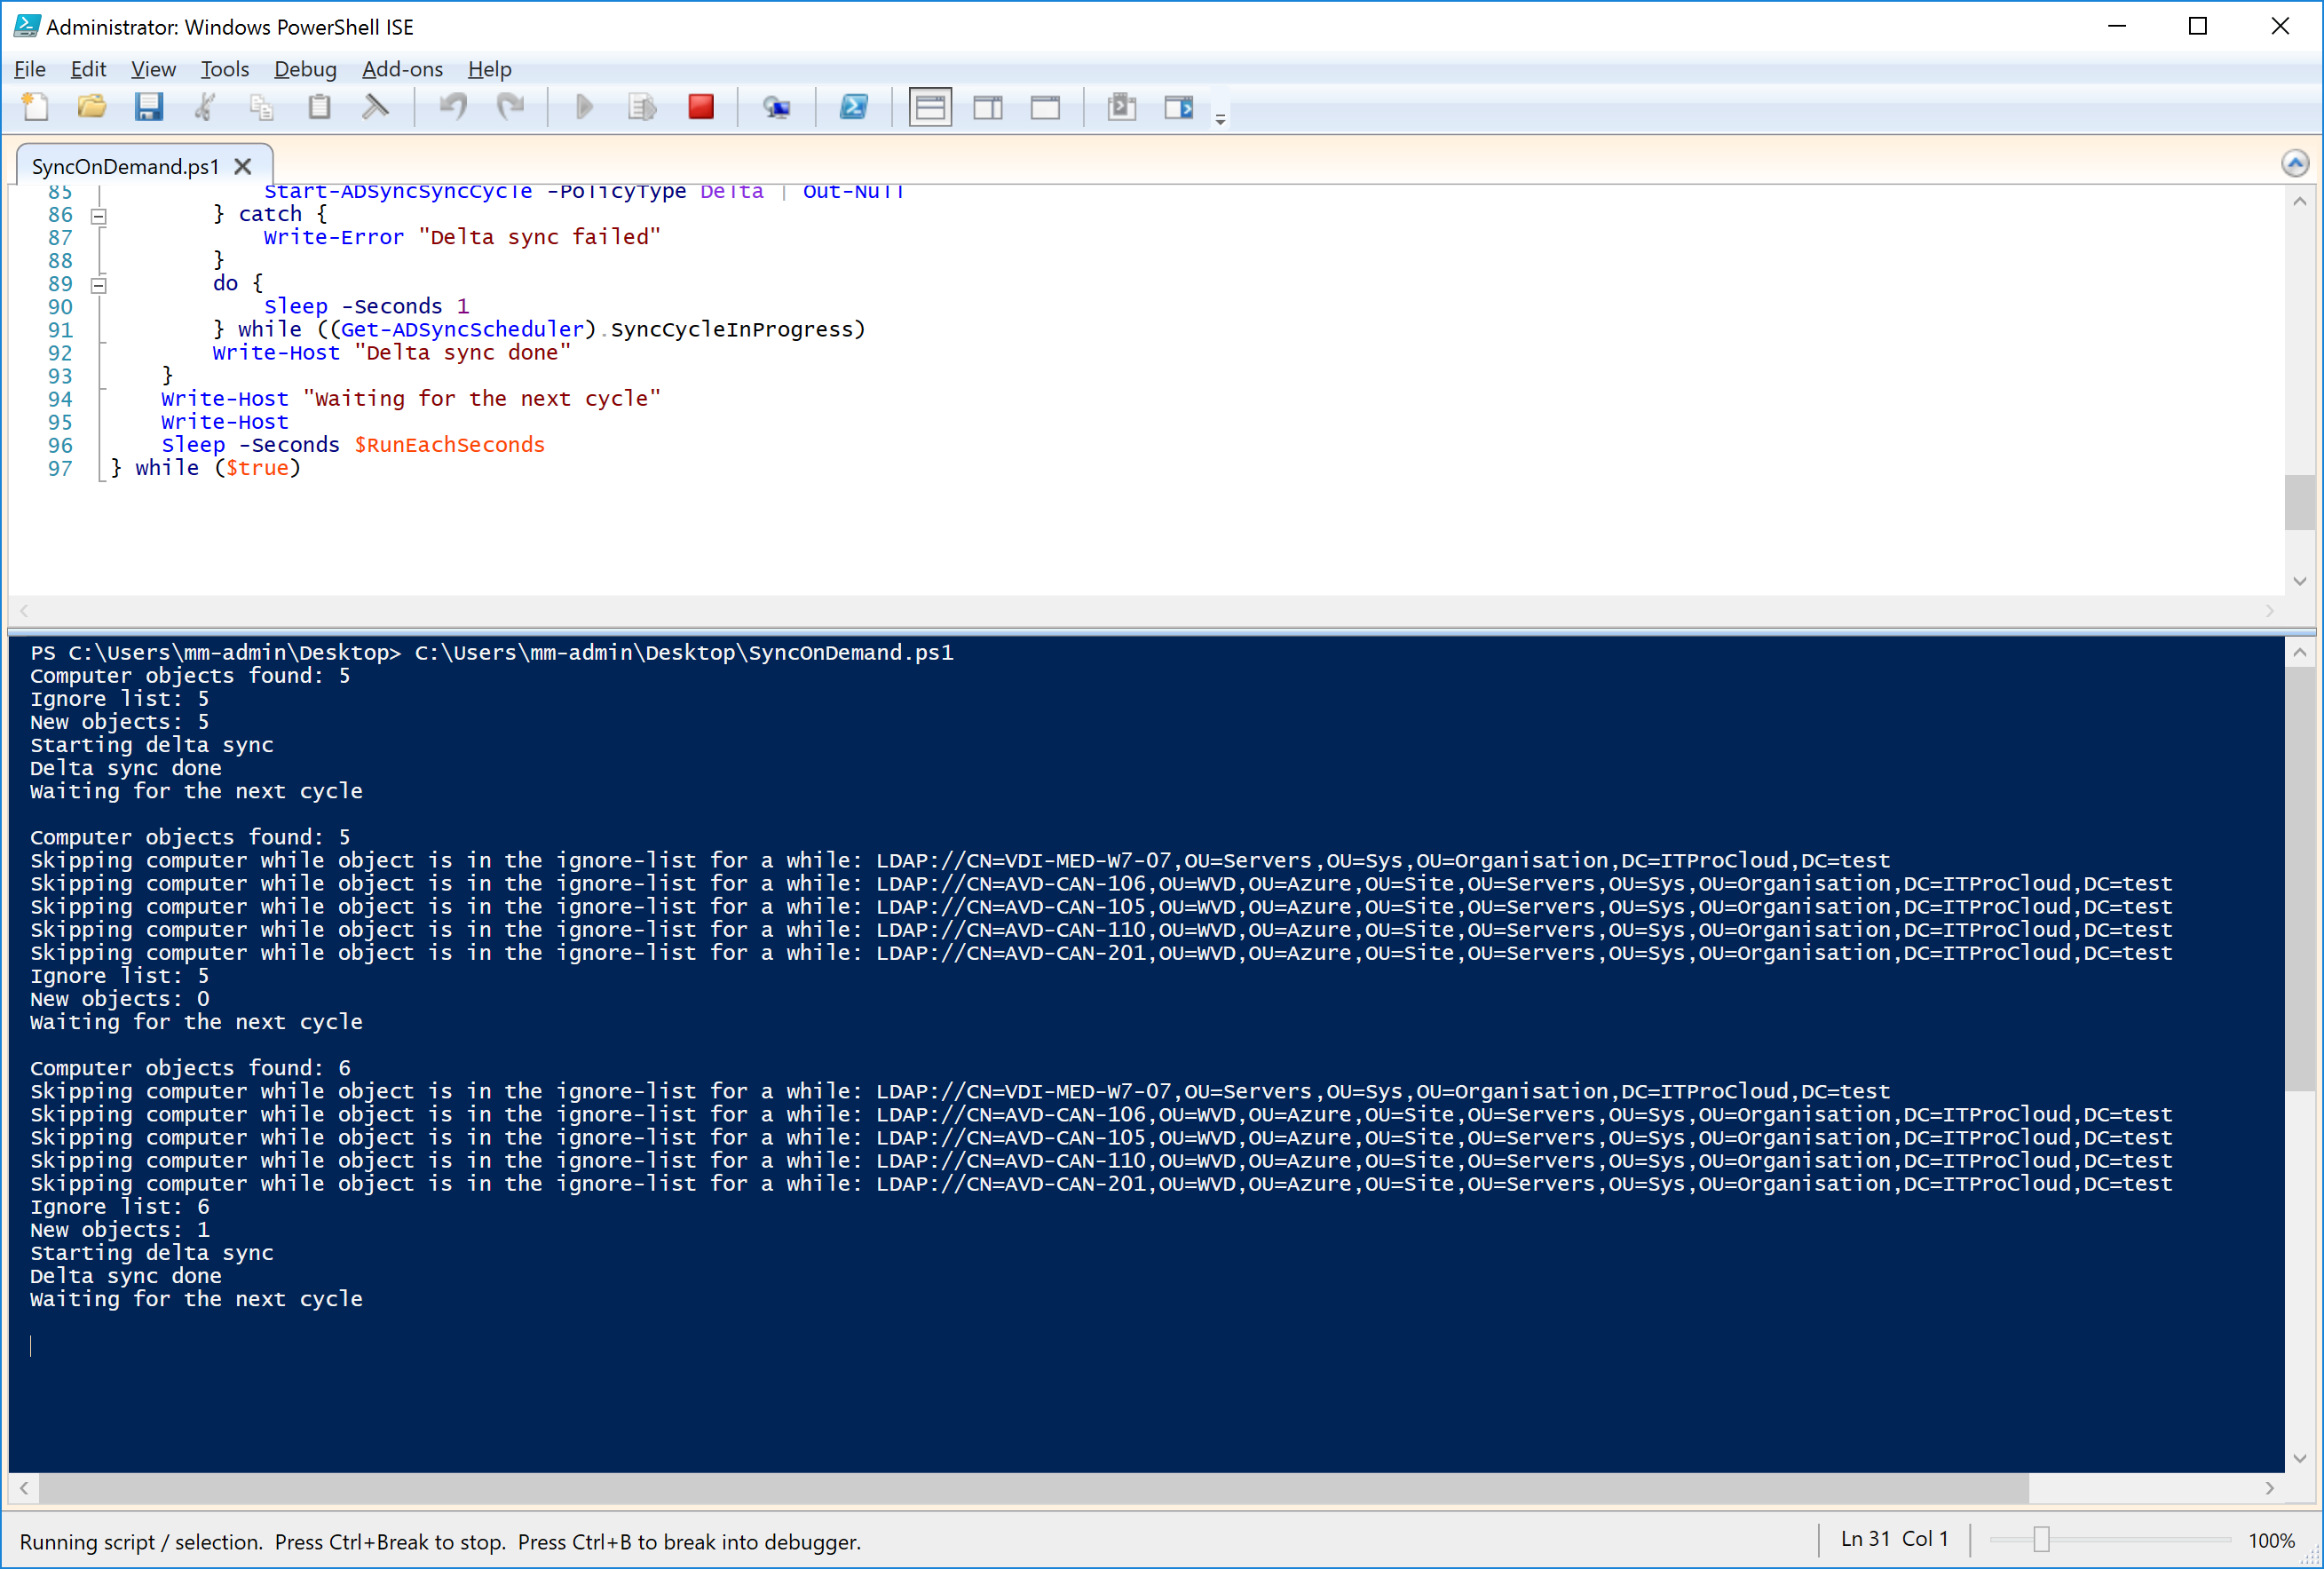 Administrator: Windows PowerShell ISE
File Edit View Tools Debug Add-ons Help
SyncOnDemand.ps1
85 Start-ADSyncSyncCycle -PolicyType Delta | Out-Null
86 } catch {
87 Write-Error "Delta sync failed"
88 }
89 do {
90 Sleep -Seconds 1
91 } while ((Get-ADSyncScheduler).SyncCycleInProgress)
92 Write-Host "Delta sync done"
93 }
94 Write-Host "Waiting for the next cycle"
95 Write-Host
96 Sleep -Seconds $RunEachSeconds
97 } while ($true)
PS C:\Users\mm-admin\Desktop> C:\Users\mm-admin\Desktop\SyncOnDemand.ps1
Computer objects found: 5
Ignore list: 5
New objects: 5
Starting delta sync
Delta sync done
Waiting for the next cycle
Computer objects found: 5
Skipping computer while object is in the ignore-list for a while: LDAP://CN=VDI-MED-W7-07,OU=Servers,OU=Sys,OU=Organisation,DC=ITProCloud,DC=test
Skipping computer while object is in the ignore-list for a while: LDAP://CN=AVD-CAN-106,OU=WVD,OU=Azure,OU=Site,OU=Servers,OU=Sys,OU=Organisation,DC=ITProCloud,DC=test
Skipping computer while object is in the ignore-list for a while: LDAP://CN=AVD-CAN-105,OU=WVD,OU=Azure,OU=Site,OU=Servers,OU=Sys,OU=Organisation,DC=ITProCloud,DC=test
Skipping computer while object is in the ignore-list for a while: LDAP://CN=AVD-CAN-110,OU=WVD,OU=Azure,OU=Site,OU=Servers,OU=Sys,OU=Organisation,DC=ITProCloud,DC=test
Skipping computer while object is in the ignore-list for a while: LDAP://CN=AVD-CAN-201,OU=WVD,OU=Azure,OU=Site,OU=Servers,OU=Sys,OU=Organisation,DC=ITProCloud,DC=test
Ignore list: 5
New objects: 0
Waiting for the next cycle
Computer objects found: 6
Skipping computer while object is in the ignore-list for a while: LDAP://CN=VDI-MED-W7-07,OU=Servers,OU=Sys,OU=Organisation,DC=ITProCloud,DC=test
Skipping computer while object is in the ignore-list for a while: LDAP://CN=AVD-CAN-106,OU=WVD,OU=Azure,OU=Site,OU=Servers,OU=Sys,OU=Organisation,DC=ITProCloud,DC=test
Skipping computer while object is in the ignore-list for a while: LDAP://CN=AVD-CAN-105,OU=WVD,OU=Azure,OU=Site,OU=Servers,OU=Sys,OU=Organisation,DC=ITProCloud,DC=test
Skipping computer while object is in the ignore-list for a while: LDAP://CN=AVD-CAN-110,OU=WVD,OU=Azure,OU=Site,OU=Servers,OU=Sys,OU=Organisation,DC=ITProCloud,DC=test
Skipping computer while object is in the ignore-list for a while: LDAP://CN=AVD-CAN-201,OU=WVD,OU=Azure,OU=Site,OU=Servers,OU=Sys,OU=Organisation,DC=ITProCloud,DC=test
Ignore list: 6
New objects: 1
Starting delta sync
Delta sync done
Waiting for the next cycle
Running script / selection. Press Ctrl+Break to stop. Press Ctrl+B to break into debugger.
Ln 31 Col 1
100%